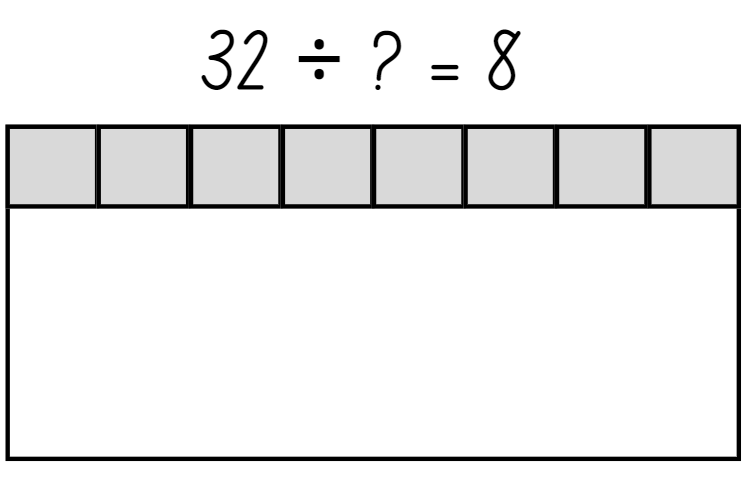 32 ÷ ? = 8